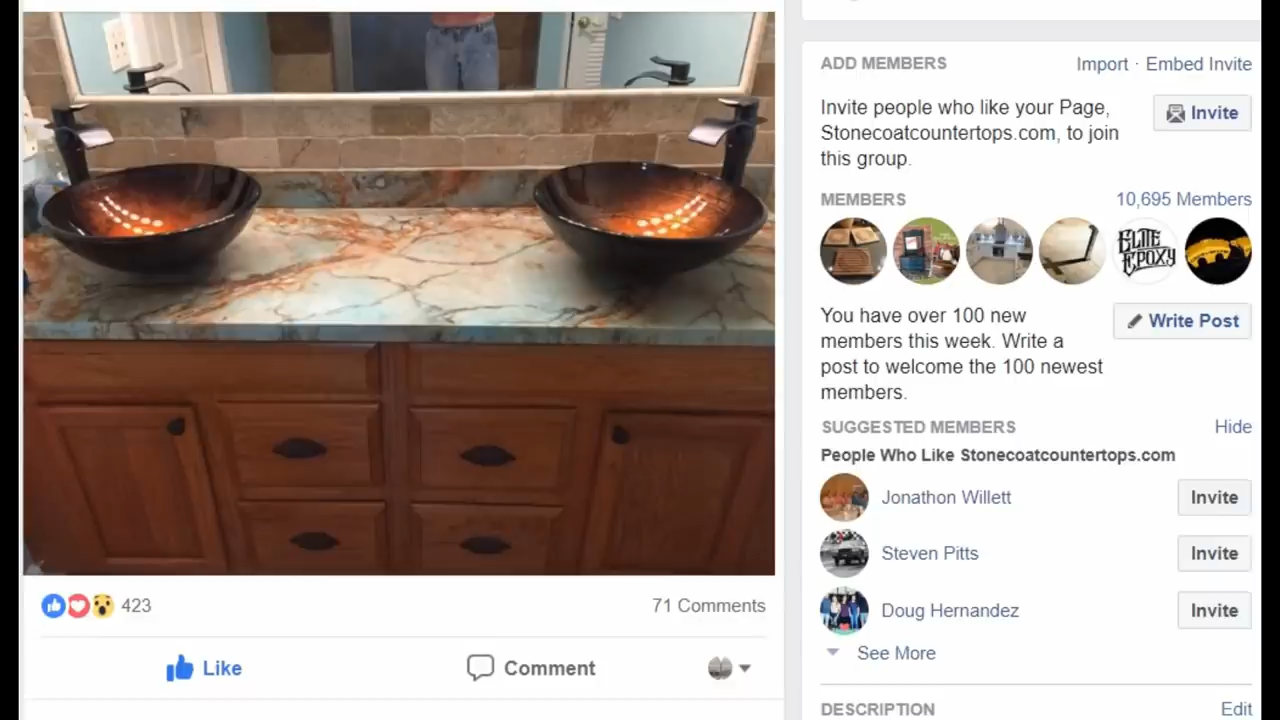 ADD MEMBERS
Import · Embed Invite
Invite people who like your Page,
Stonecoatcountertops.com, to join
this group.
Invite
MEMBERS
10,695 Members
ELITE
EPOXY
You have over 100 new
members this week. Write a
post to welcome the 100 newest
members.
Write Post
SUGGESTED MEMBERS
Hide
People Who Like Stonecoatcountertops.com
Jonathon Willett
Invite
Steven Pitts
Invite
Doug Hernandez
Invite
See More
DESCRIPTION
Edit
423
71 Comments
Like
Comment